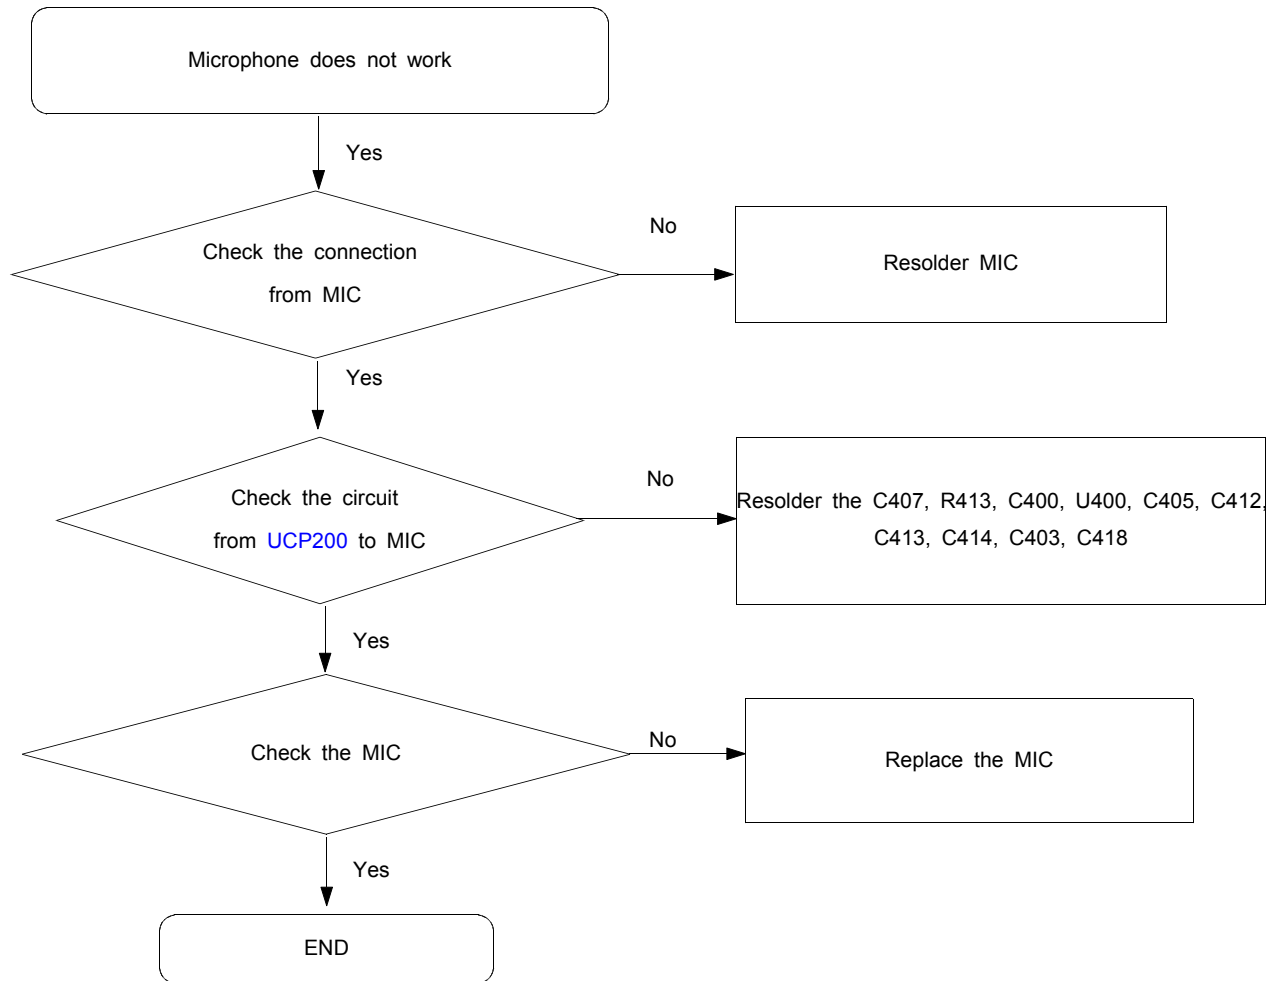 Microphone does not work
Yes
Check the connection
from MIC
No
Resolder MIC
Yes
Check the circuit
from UCP200 to MIC
No
Resolder the C407, R413, C400, U400, C405, C412,
C413, C414, C403, C418
Yes
Check the MIC
No
Replace the MIC
Yes
END